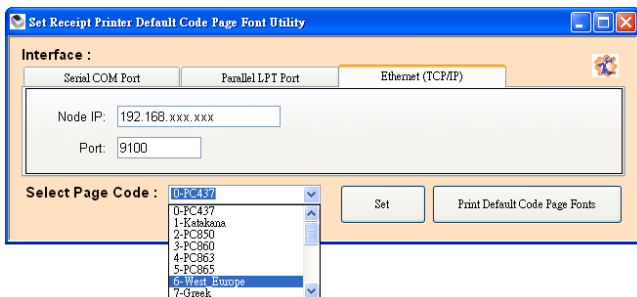 Set Receipt Printer Default Code Page Font Utility
Interface :
Serial COM Port
Parallel LPT Port
Ethernet (TCP/IP)
Node IP: 192.168.xxx.xxx
Port: 9100
Select Page Code : 0-PC437
Set
Print Default Code Page Fonts
0-PC437
1-Katakana
2-PC850
3-PC860
4-PC863
5-PC865
6-West_Europe
7-Greek